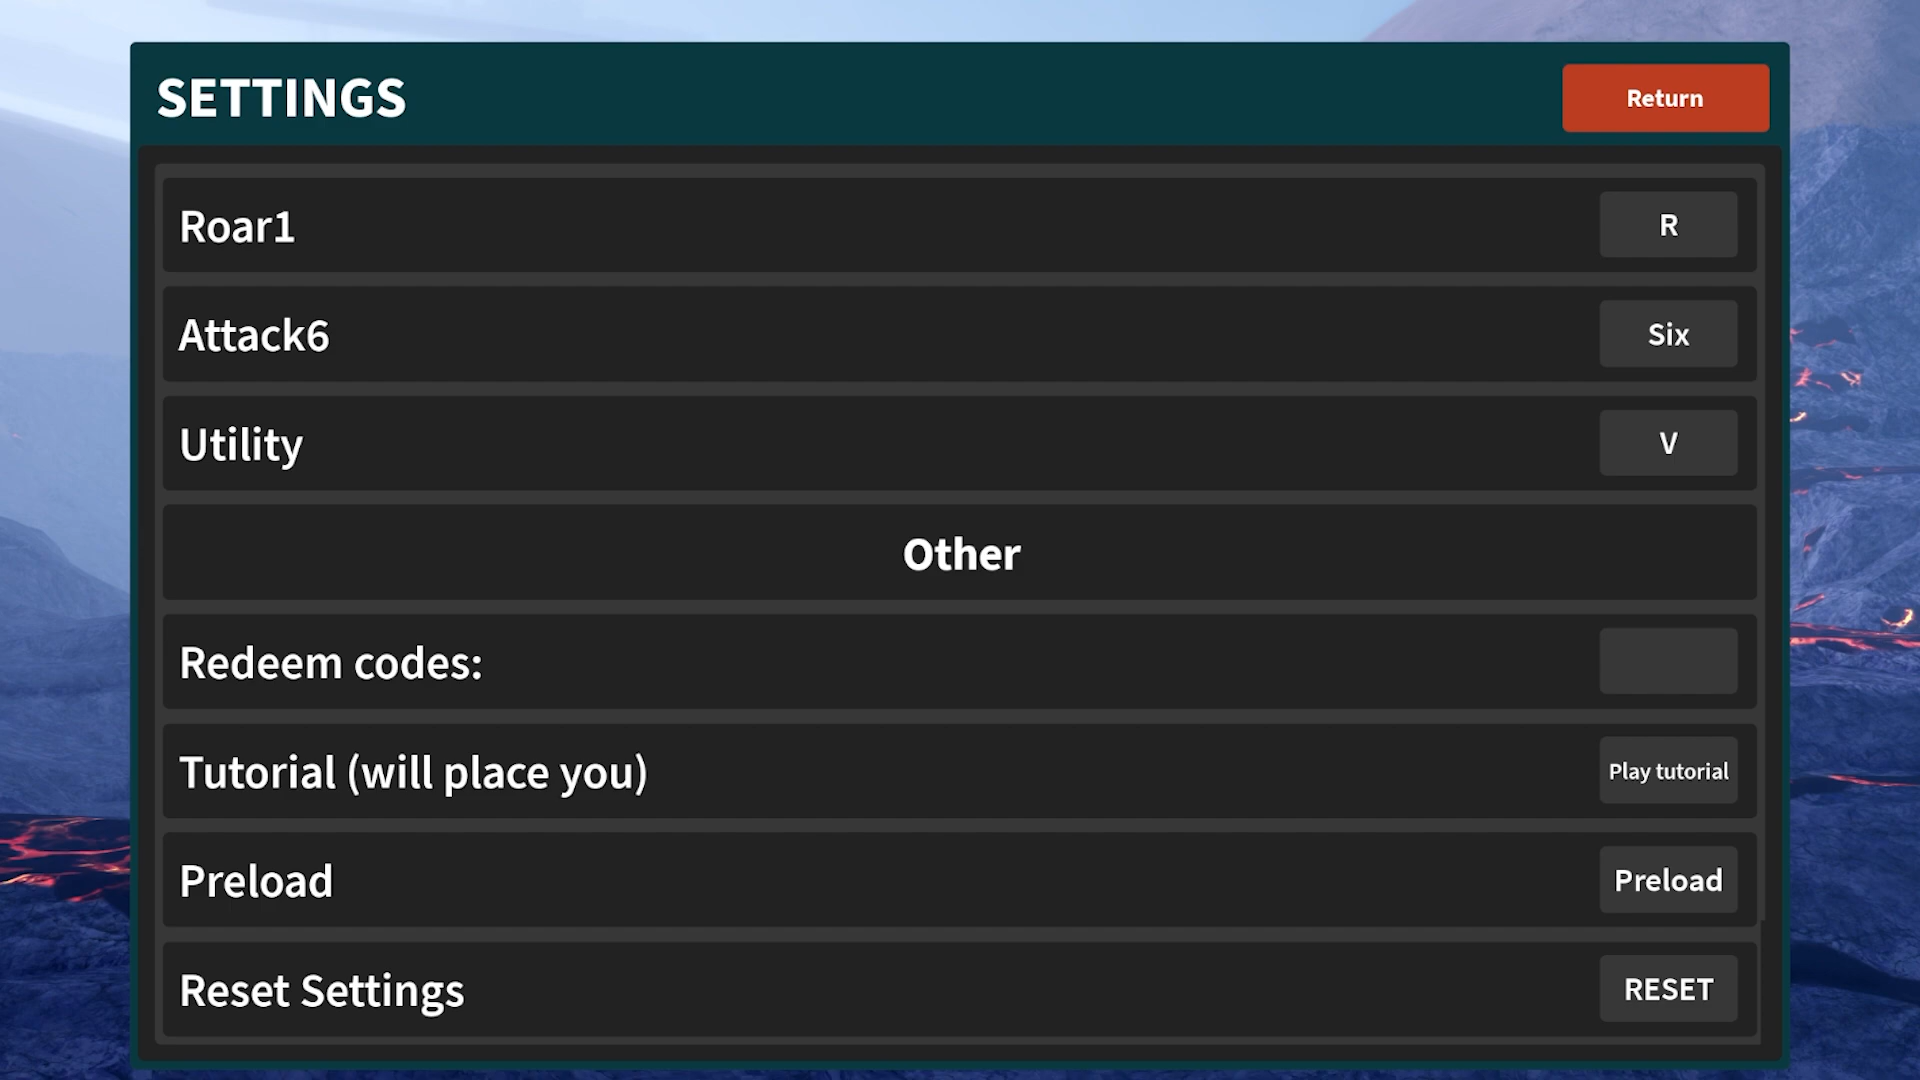 SETTINGS
Return
Roar1
R
Attack6
Six
Utility
V
Other
Redeem codes:
Tutorial (will place you)
Play tutorial
Preload
Preload
Reset Settings
RESET